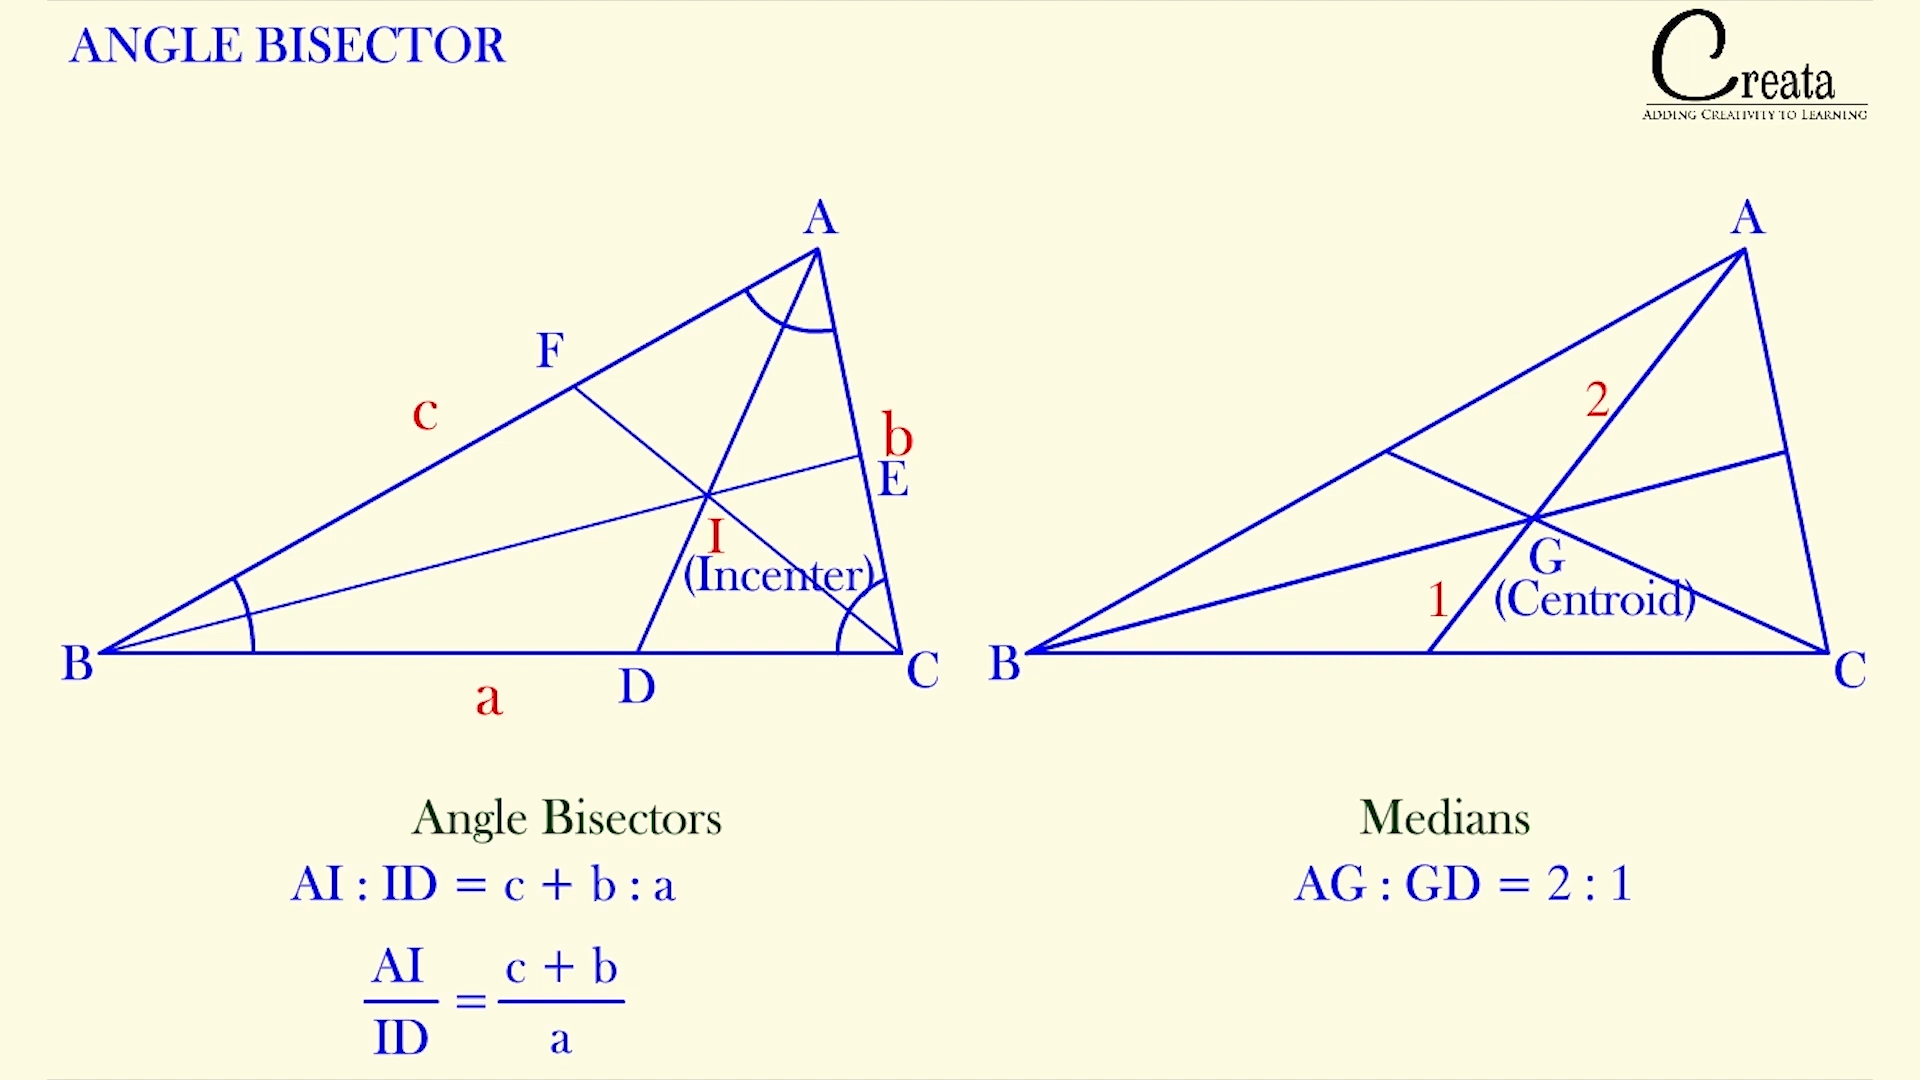 ANGLE BISECTOR
Creata
ADDING CREATIVITY TO LEARNING
A
F
c
b
E
I
(Incenter)
B
D
C
a
A
2
G
1
(Centroid)
B
C
Angle Bisectors
AI : ID = c + b : a
AI
ID
=
c + b
a
Medians
AG : GD = 2 : 1